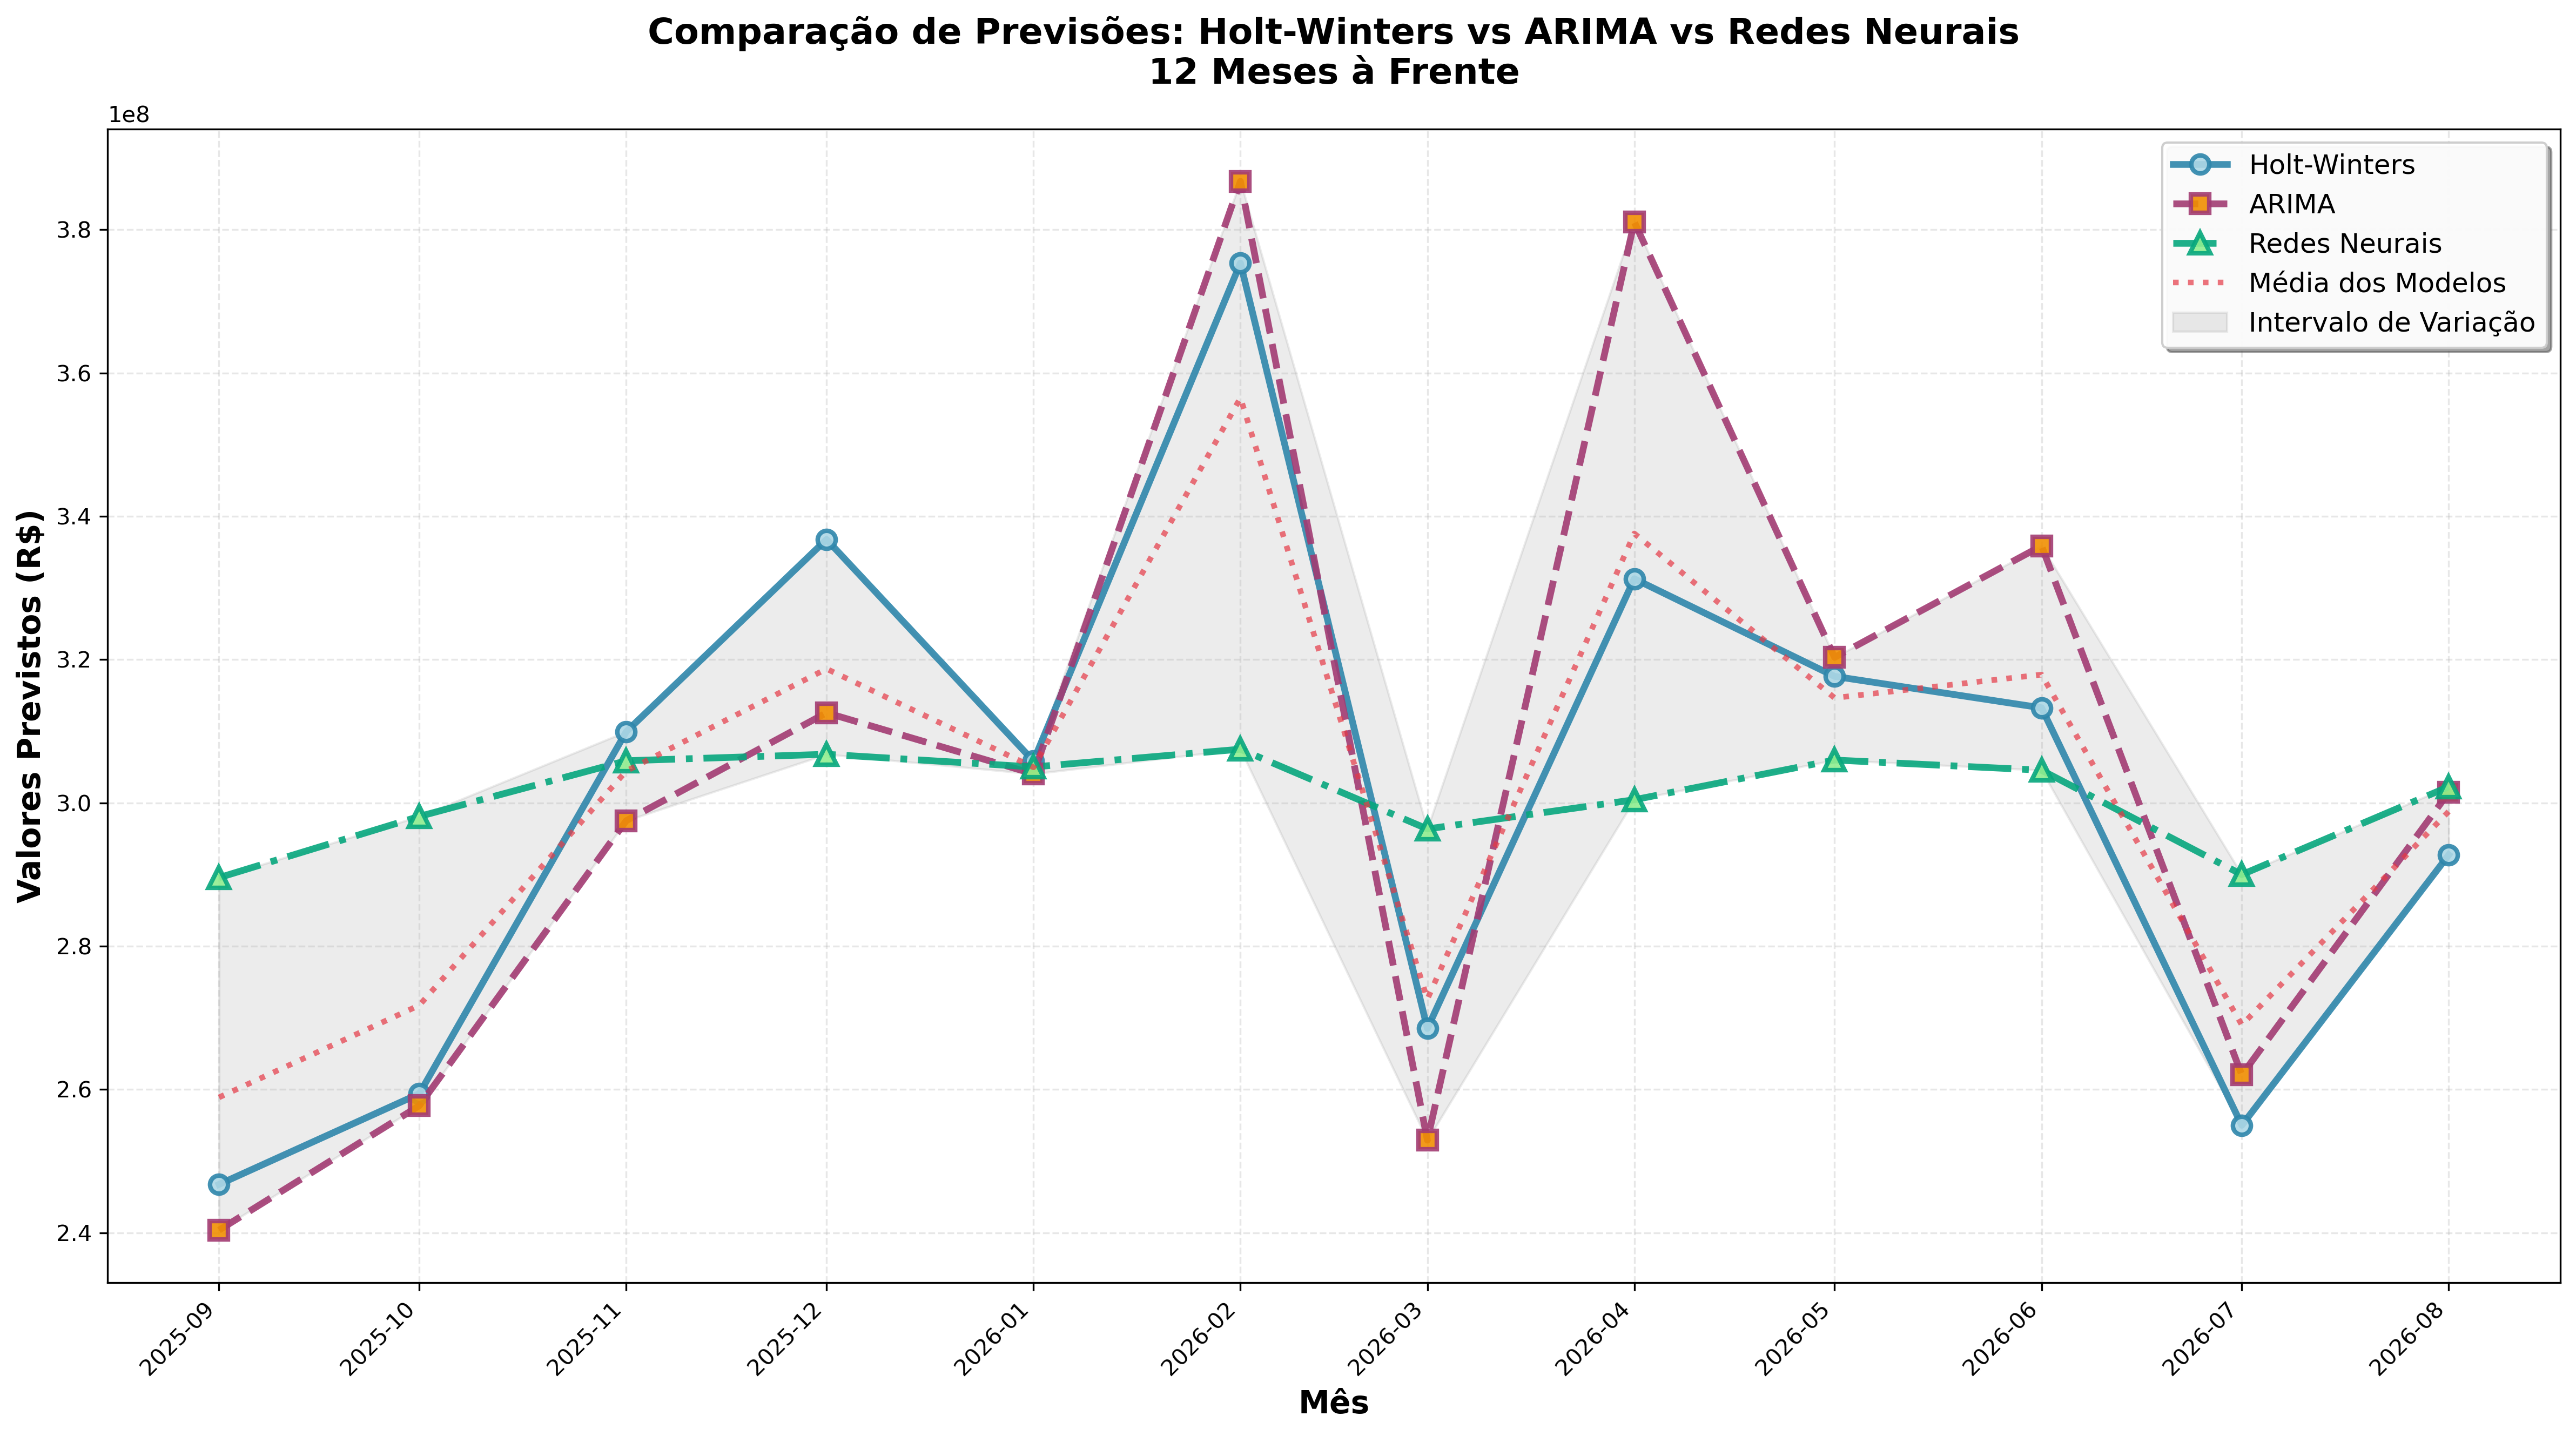 Comparação de Previsões: Holt-Winters vs ARIMA vs Redes Neurais
12 Meses à Frente
1e8
Holt-Winters
ARIMA
Redes Neurais
Média dos Modelos
Intervalo de Variação
Valores Previstos (R$)
3.8
3.6
3.4
3.2
3.0
2.8
2.6
2.4
2025-09
2025-10
2025-11
2025-12
2026-01
2026-02
2026-03
2026-04
2026-05
2026-06
2026-07
2026-08
Mês